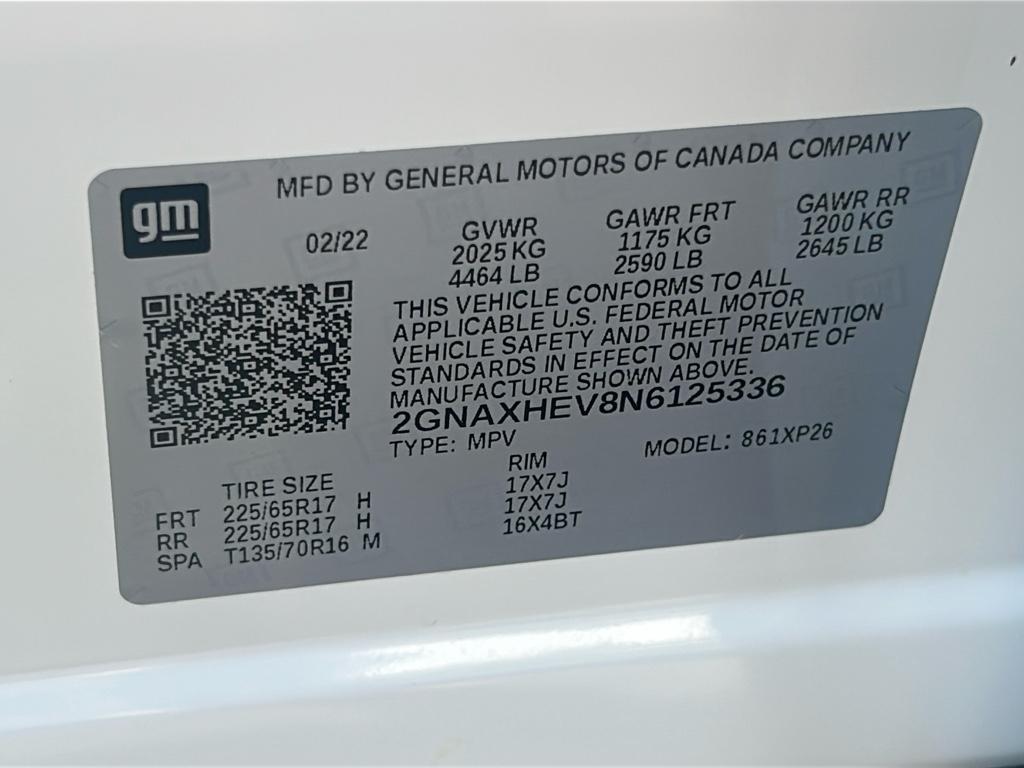 gm
MFD BY GENERAL MOTORS OF CANADA COMPANY
02/22
GVWR
2025 KG
4464 LB
GAWR FRT
1175 KG
2590 LB
GAWR RR
1200 KG
2645 LB
THIS VEHICLE CONFORMS TO ALL
APPLICABLE U.S. FEDERAL MOTOR
VEHICLE SAFETY AND THEFT PREVENTION
STANDARDS IN EFFECT ON THE DATE OF
MANUFACTURE SHOWN ABOVE.
2GNAXHEV8N6125336
TYPE: MPV MODEL: 861XP26
TIRE SIZE RIM
FRT 225/65R17 H 17X7J
RR 225/65R17 H 17X7J
SPA T135/70R16 M 16X4BT